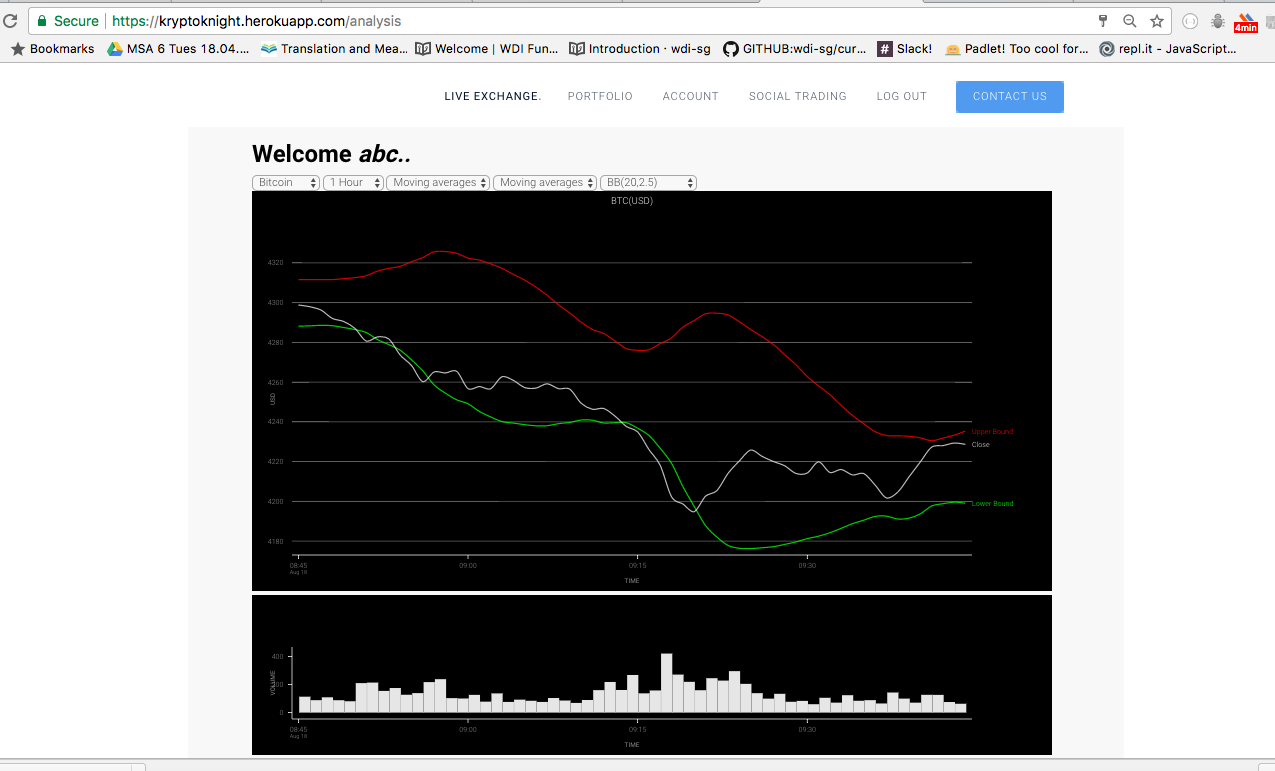 Secure https://kryptoknight.herokuapp.com/analysis
4min
Bookmarks MSA 6 Tues 18.04.... Translation and Mea... Welcome | WDI Fun... Introduction · wdi-sg GITHUB:wdi-sg/cur... Slack! Padlet! Too cool for... repl.it - JavaScript...
LIVE EXCHANGE. PORTFOLIO ACCOUNT SOCIAL TRADING LOG OUT CONTACT US
Welcome abc..
Bitcoin 1 Hour Moving averages Moving averages BB(20,2.5)
BTC(USD)
4320
4300
4280
4260
USD
4240
Upper Bound
Close
4220
4200
Lower Bound
4180
08:45 09:00 09:15 09:30
Aug 18
TIME
400
VOLUME
0
08:45 09:00 09:15 09:30
Aug 18
TIME